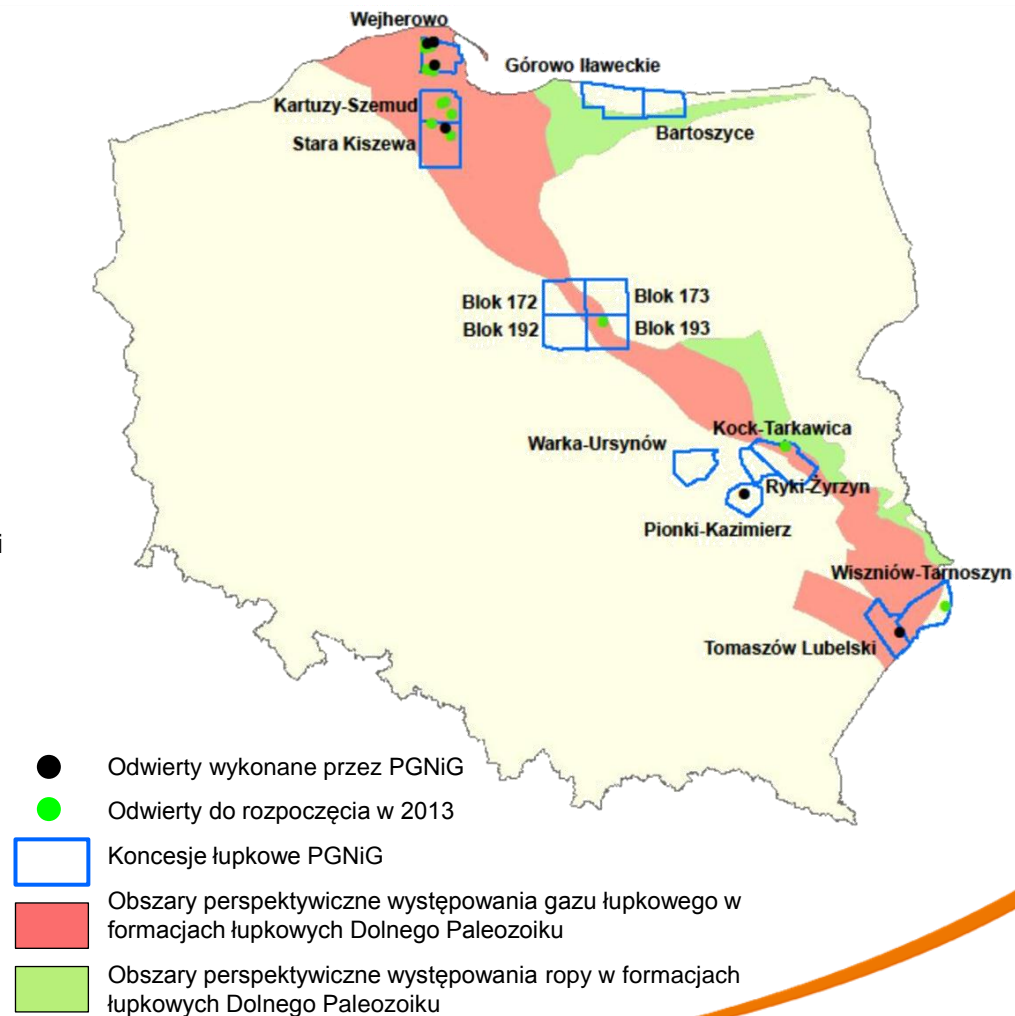 Wejherowo
Górowo Iławeckie
Kartuzy-Szemud
Bartoszyce
Stara Kiszewa
Blok 172
Blok 173
Blok 192
Blok 193
Kock-Tarkawica
Warka-Ursynów
Ryki-Żyrzyn
Pionki-Kazimierz
i
Wiszniów-Tarnoszyn
Tomaszów Lubelski
Odwierty wykonane przez PGNiG
Odwierty do rozpoczęcia w 2013
Koncesje łupkowe PGNiG
Obszary perspektywiczne występowania gazu łupkowego w
formacjach łupkowych Dolnego Paleozoiku
Obszary perspektywiczne występowania ropy w formacjach
łupkowych Dolnego Paleozoiku